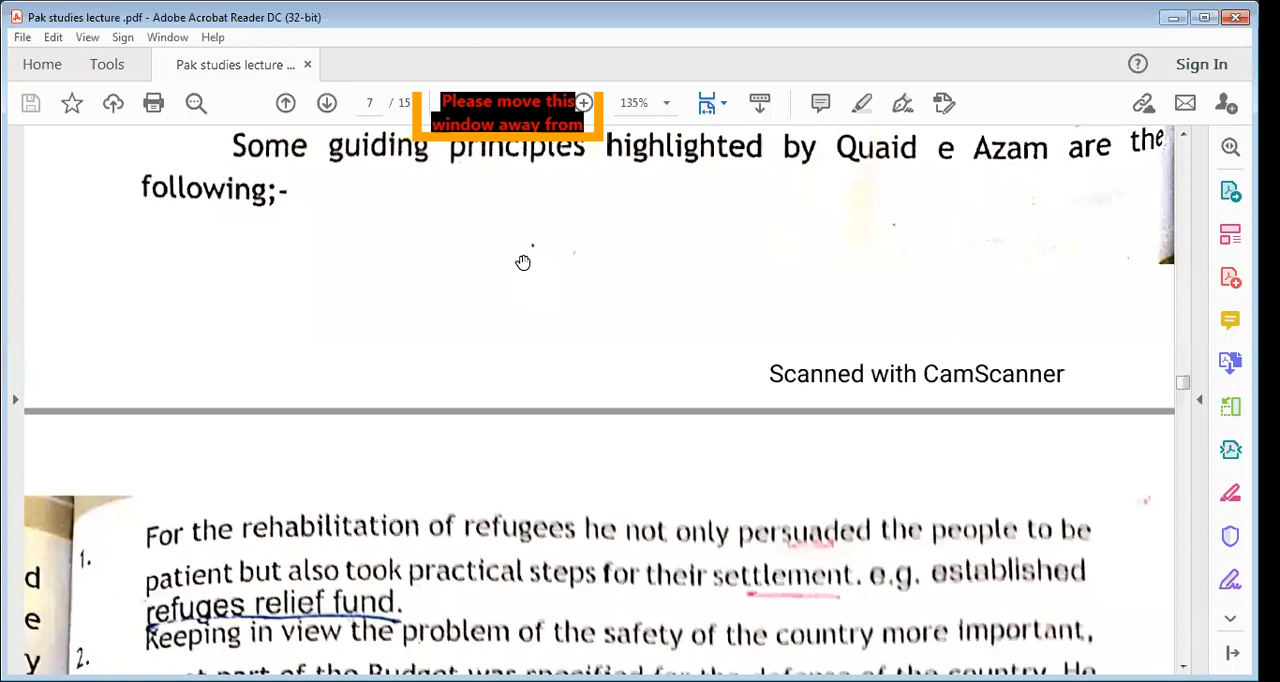 Pak studies lecture .pdf - Adobe Acrobat Reader DC (32-bit)
File Edit View Sign Window Help
Home Tools Pak studies lecture ... × Sign In
7 / 15 135%
Please move this
window away from
Some guiding principles highlighted by Quaid e Azam are the
following;-
Scanned with CamScanner
1. For the rehabilitation of refugees he not only persuaded the people to be
patient but also took practical steps for their settlement. e.g. established
refuges relief fund.
2. Keeping in view the problem of the safety of the country more important,
part of the Budget was specified for the defense of the country. He
d
e
y